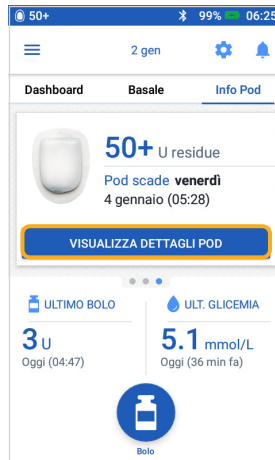 50+ 99% 06:25
2 gen
Dashboard Basale Info Pod
50+ U residue
Pod scade venerdì
4 gennaio (05:28)
VISUALIZZA DETTAGLI POD
ULTIMO BOLO ULT. GLICEMIA
3 U 5.1 mmol/L
Oggi (04:47) Oggi (36 min fa)
Bolo